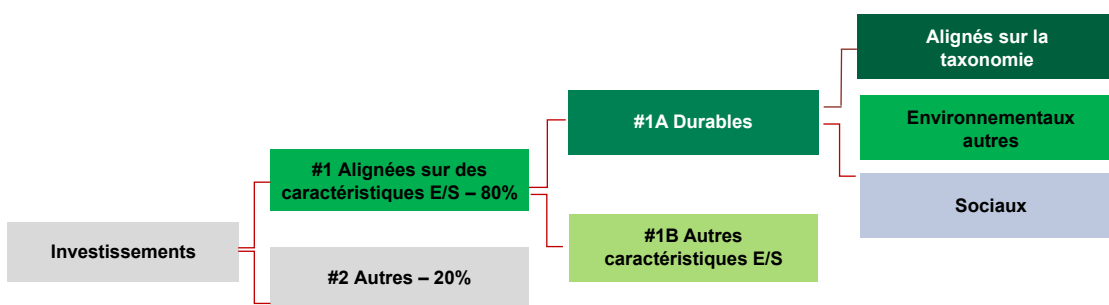 Investissements
#1 Alignées sur des
caractéristiques E/S – 80%
#2 Autres – 20%
#1A Durables
#1B Autres
caractéristiques E/S
Alignés sur la
taxonomie
Environnementaux
autres
Sociaux